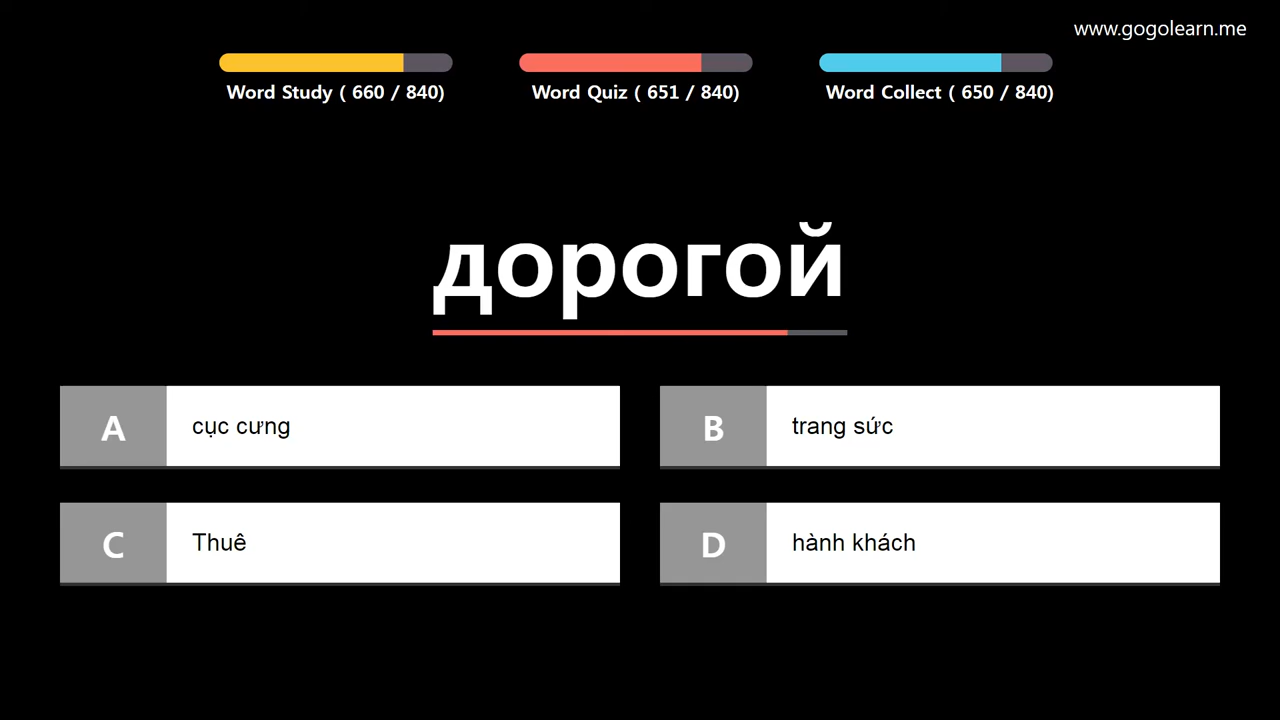 www.gogolearn.me
Word Study ( 660 / 840)
Word Quiz ( 651 / 840)
Word Collect ( 650 / 840)
дорогой
A cục cưng
B trang sức
C Thuê
D hành khách